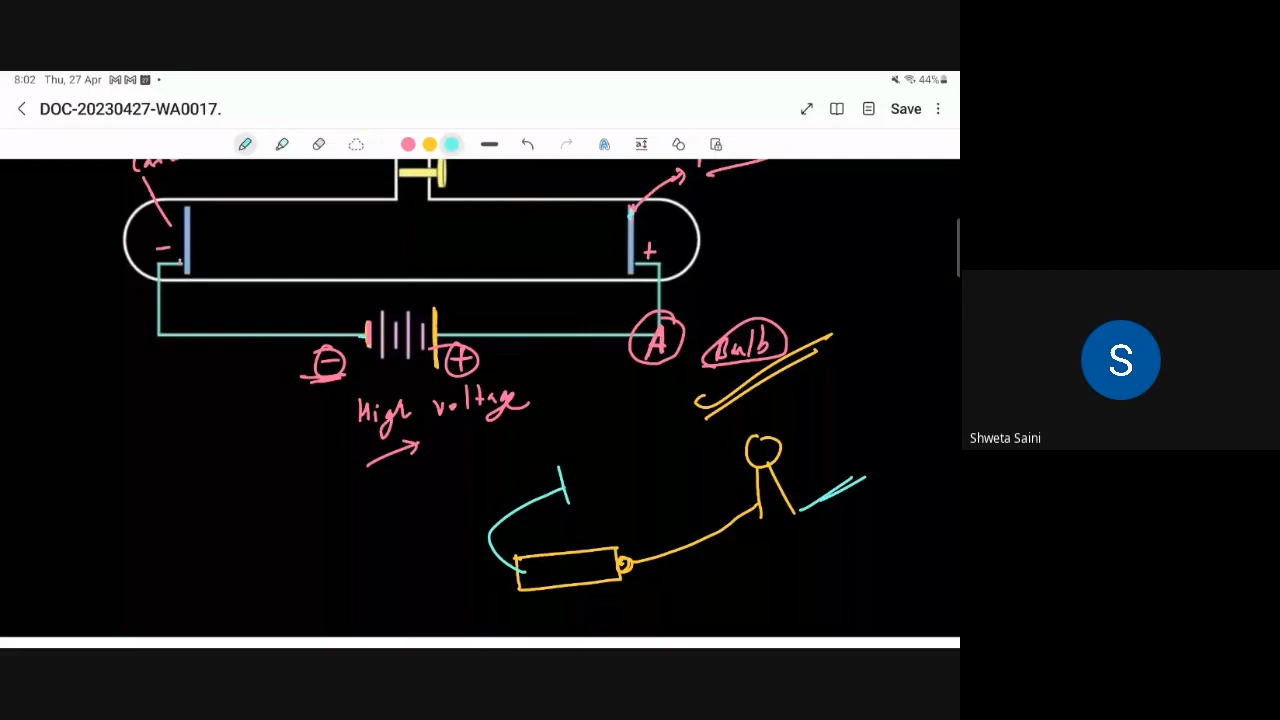 8:02 Thu, 27 Apr
44%
DOC-20230427-WA0017.
Save
- +
A Bulb
- +
High voltage
Shweta Saini
S